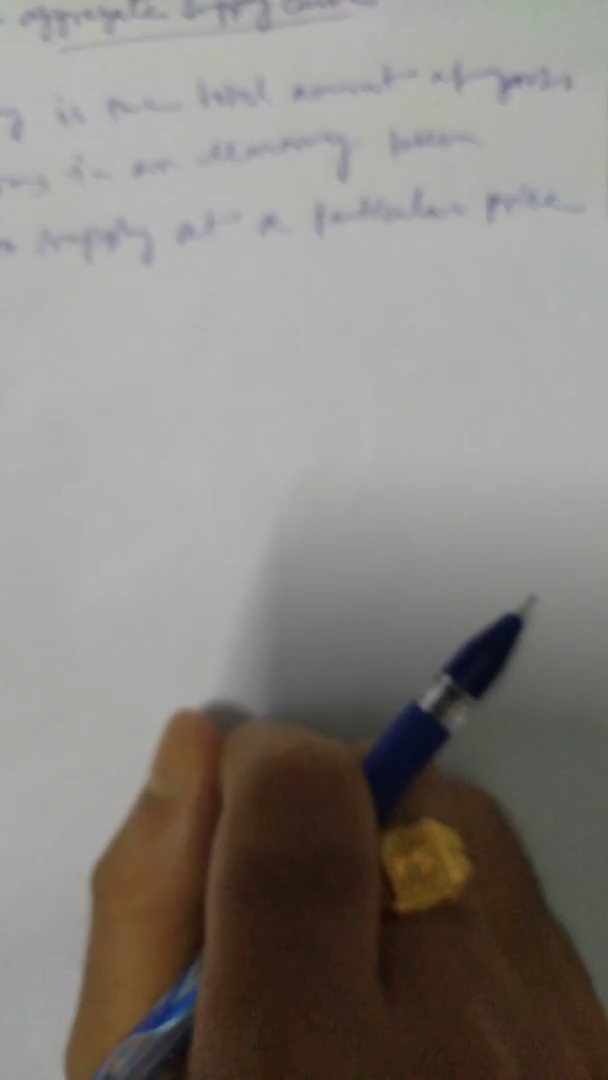 aggregate supply curve
is the total amount of goods
in an economy
supply at a particular price